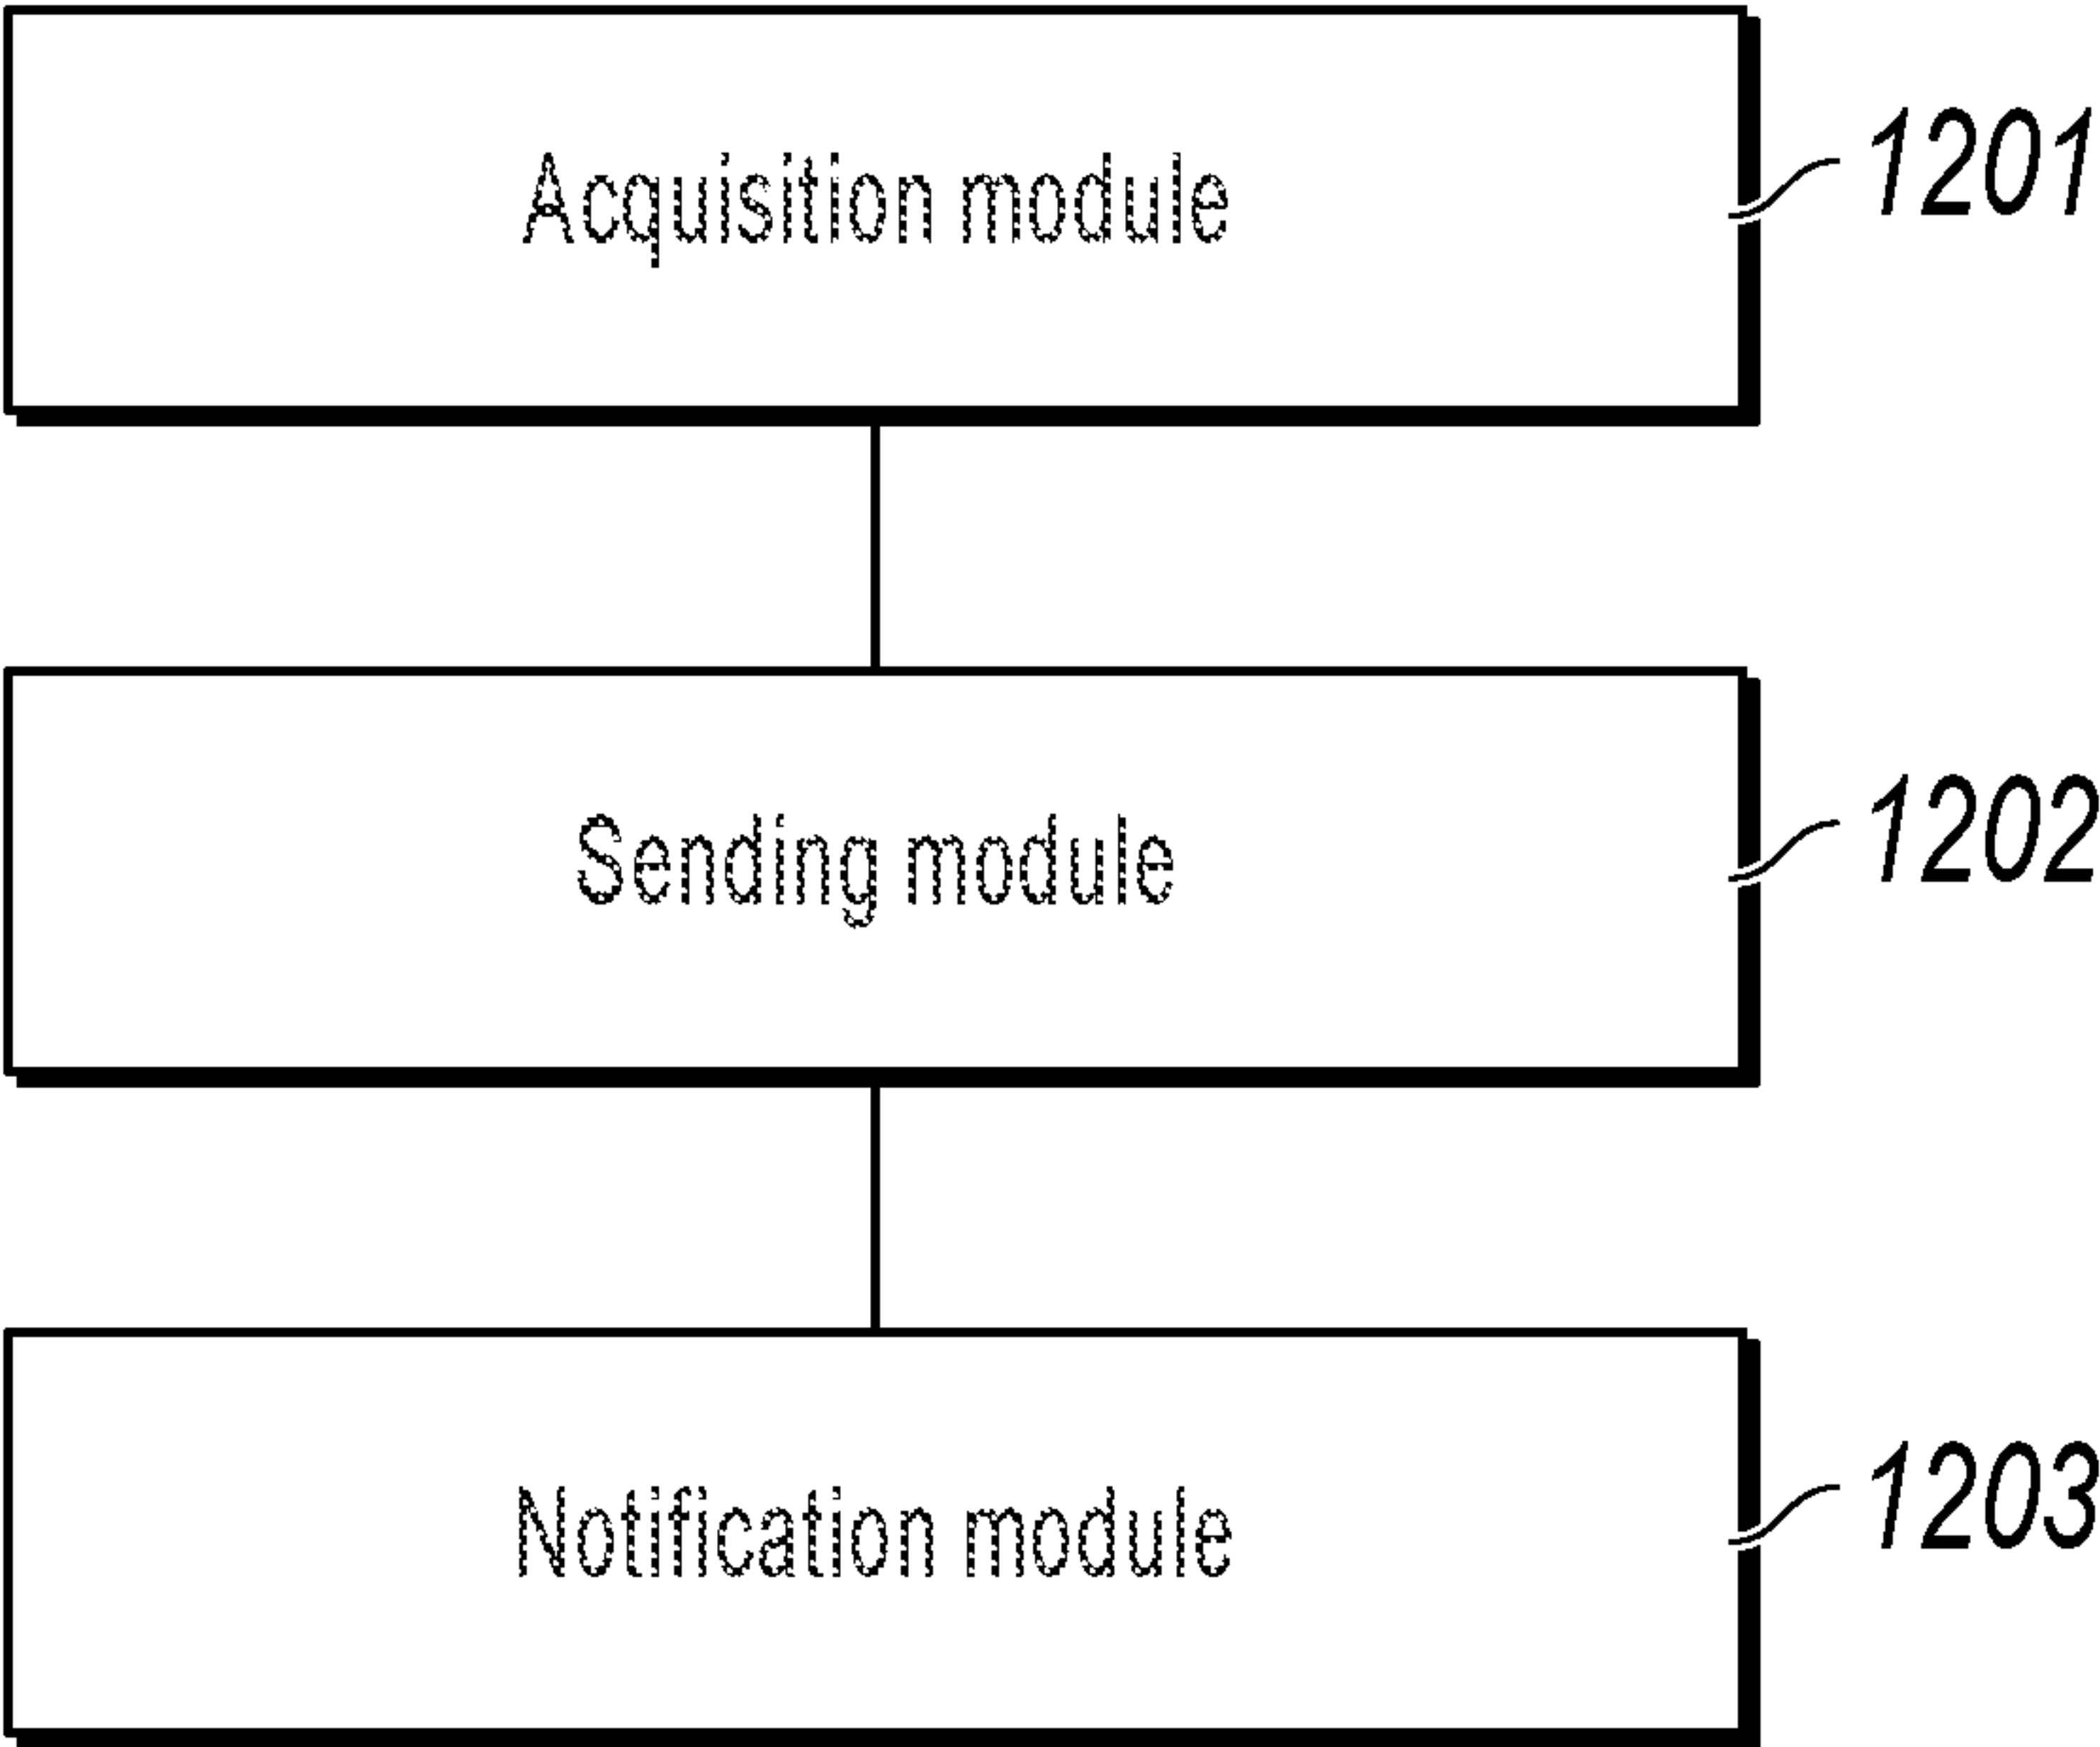 Acquisition module
1201
Sending module
1202
Notification module
1203